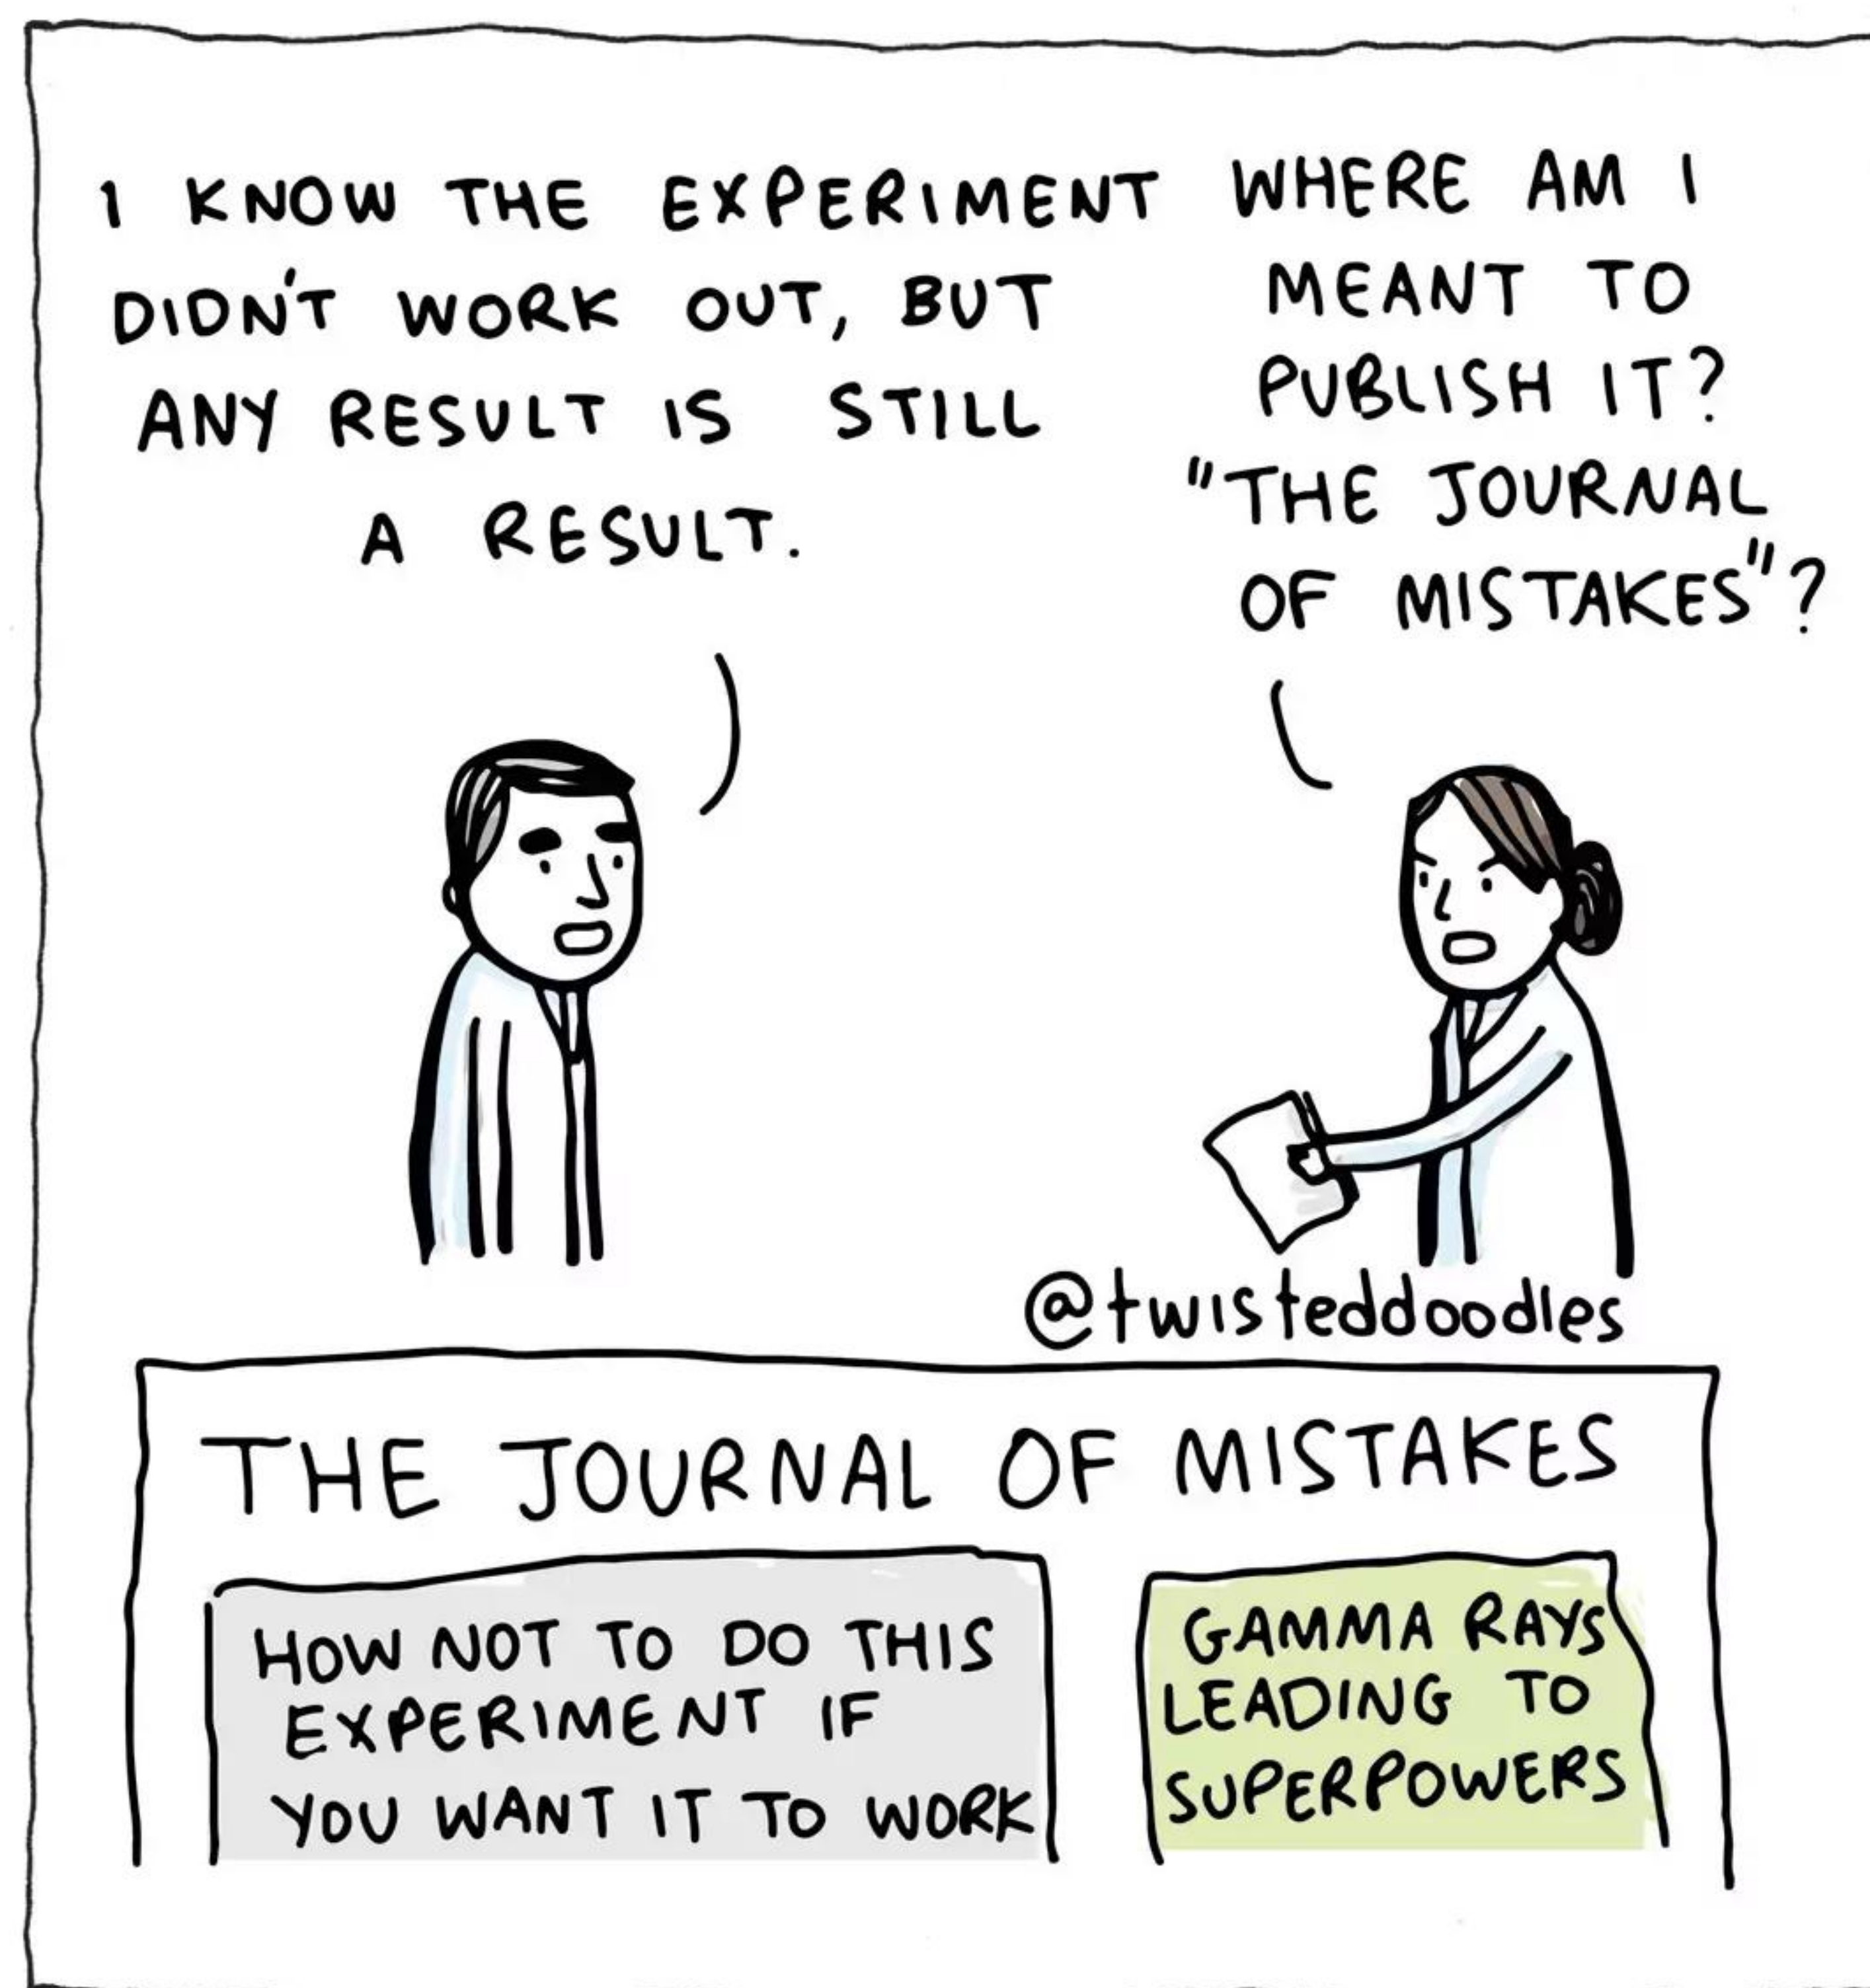 I KNOW THE EXPERIMENT
DIDN'T WORK OUT, BUT
ANY RESULT IS STILL
A RESULT.
WHERE AM I
MEANT TO
PUBLISH IT?
"THE JOURNAL
OF MISTAKES"?
@twisteddoodles
THE JOURNAL OF MISTAKES
HOW NOT TO DO THIS
EXPERIMENT IF
YOU WANT IT TO WORK
GAMMA RAYS
LEADING TO
SUPERPOWERS